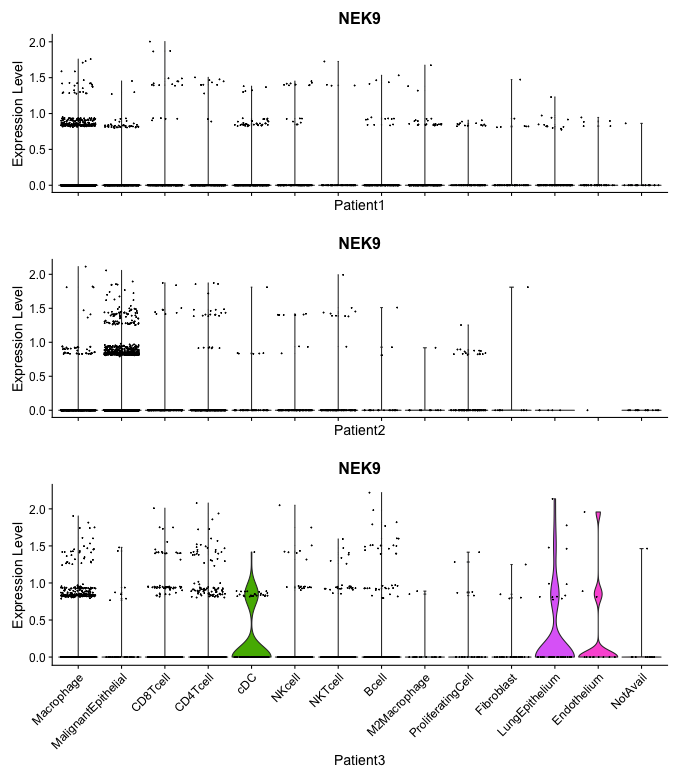 NEK9
Expression Level
2.0
1.5
1.0
0.5
0.0
Patient1
NEK9
Expression Level
2.0
1.5
1.0
0.5
0.0
Patient2
NEK9
Expression Level
2.0
1.5
1.0
0.5
0.0
Macrophage
MalignantEpithelial
CD8Tcell
CD4Tcell
cDC
NKcell
NKTcell
Bcell
M2Macrophage
ProliferatingCell
Fibroblast
LungEpithelium
Endothelium
NotAvail
Patient3